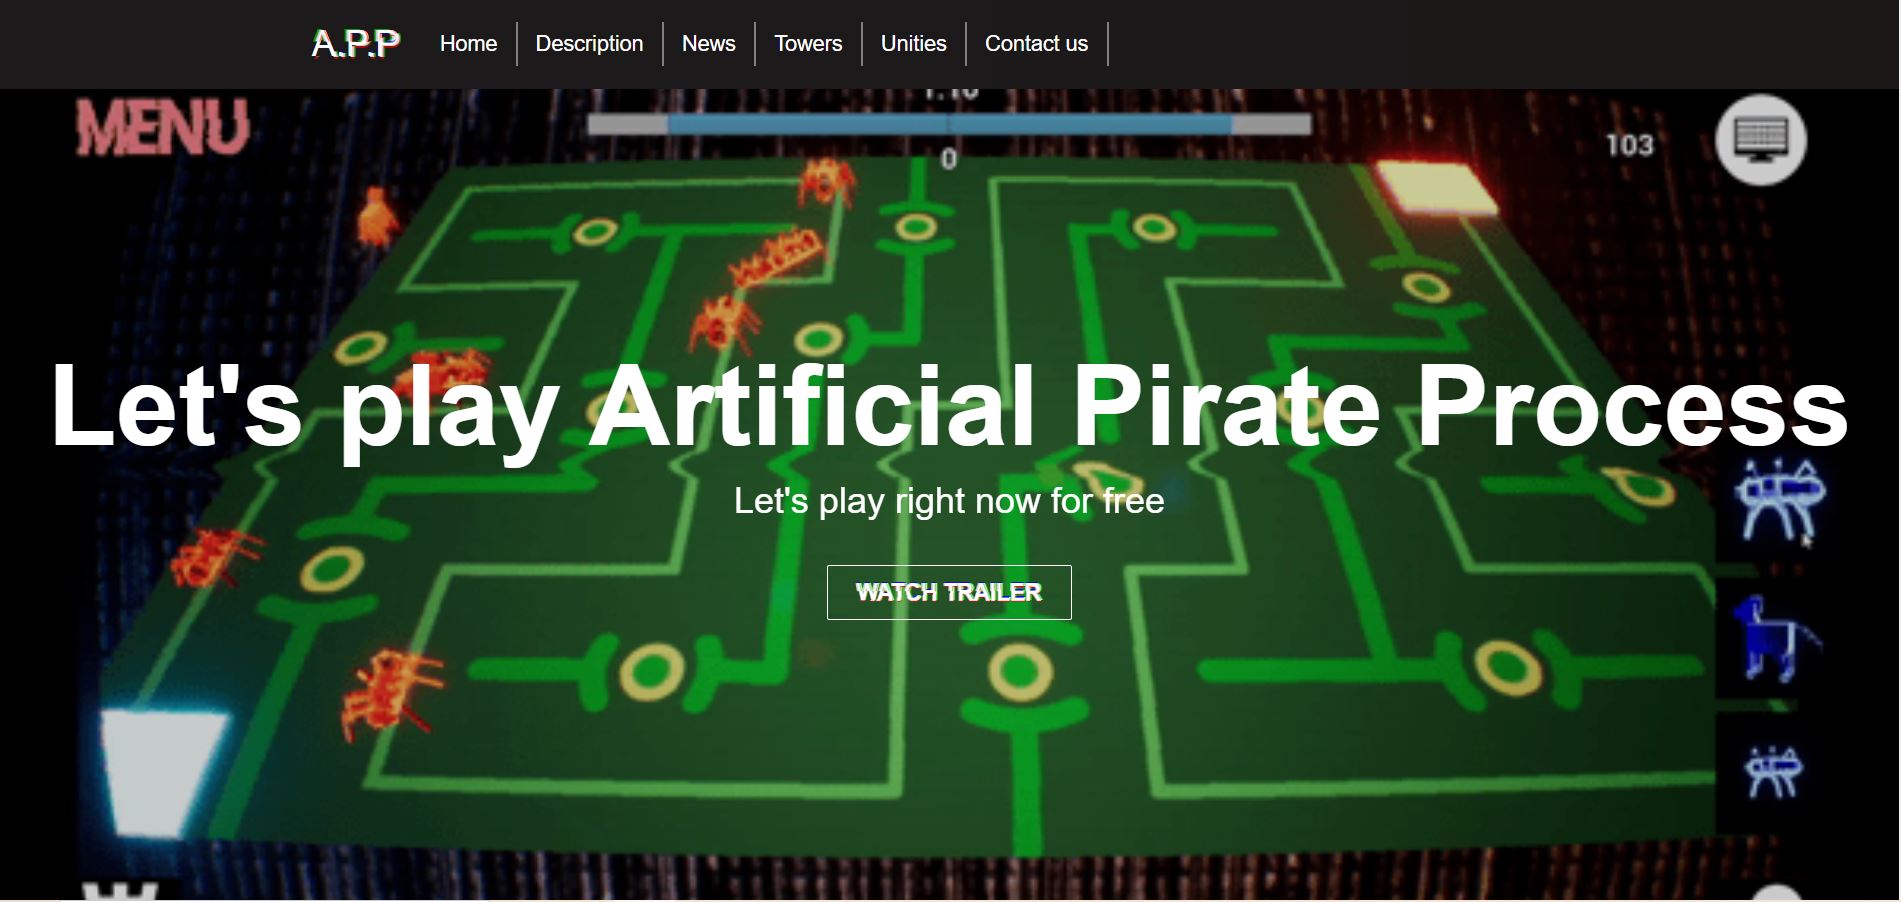 A.P.P Home Description News Towers Unities Contact us
MENU
103
0
Let's play Artificial Pirate Process
Let's play right now for free
WATCH TRAILER